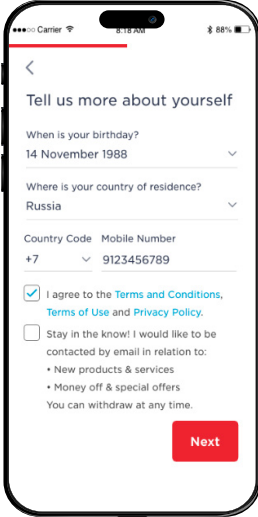 Carrier 8:18 AM 88%
Tell us more about yourself
When is your birthday?
14 November 1988
Where is your country of residence?
Russia
Country Code Mobile Number
+7 9123456789
I agree to the Terms and Conditions,
Terms of Use and Privacy Policy.
Stay in the know! I would like to be
contacted by email in relation to:
• New products & services
• Money off & special offers
You can withdraw at any time.
Next